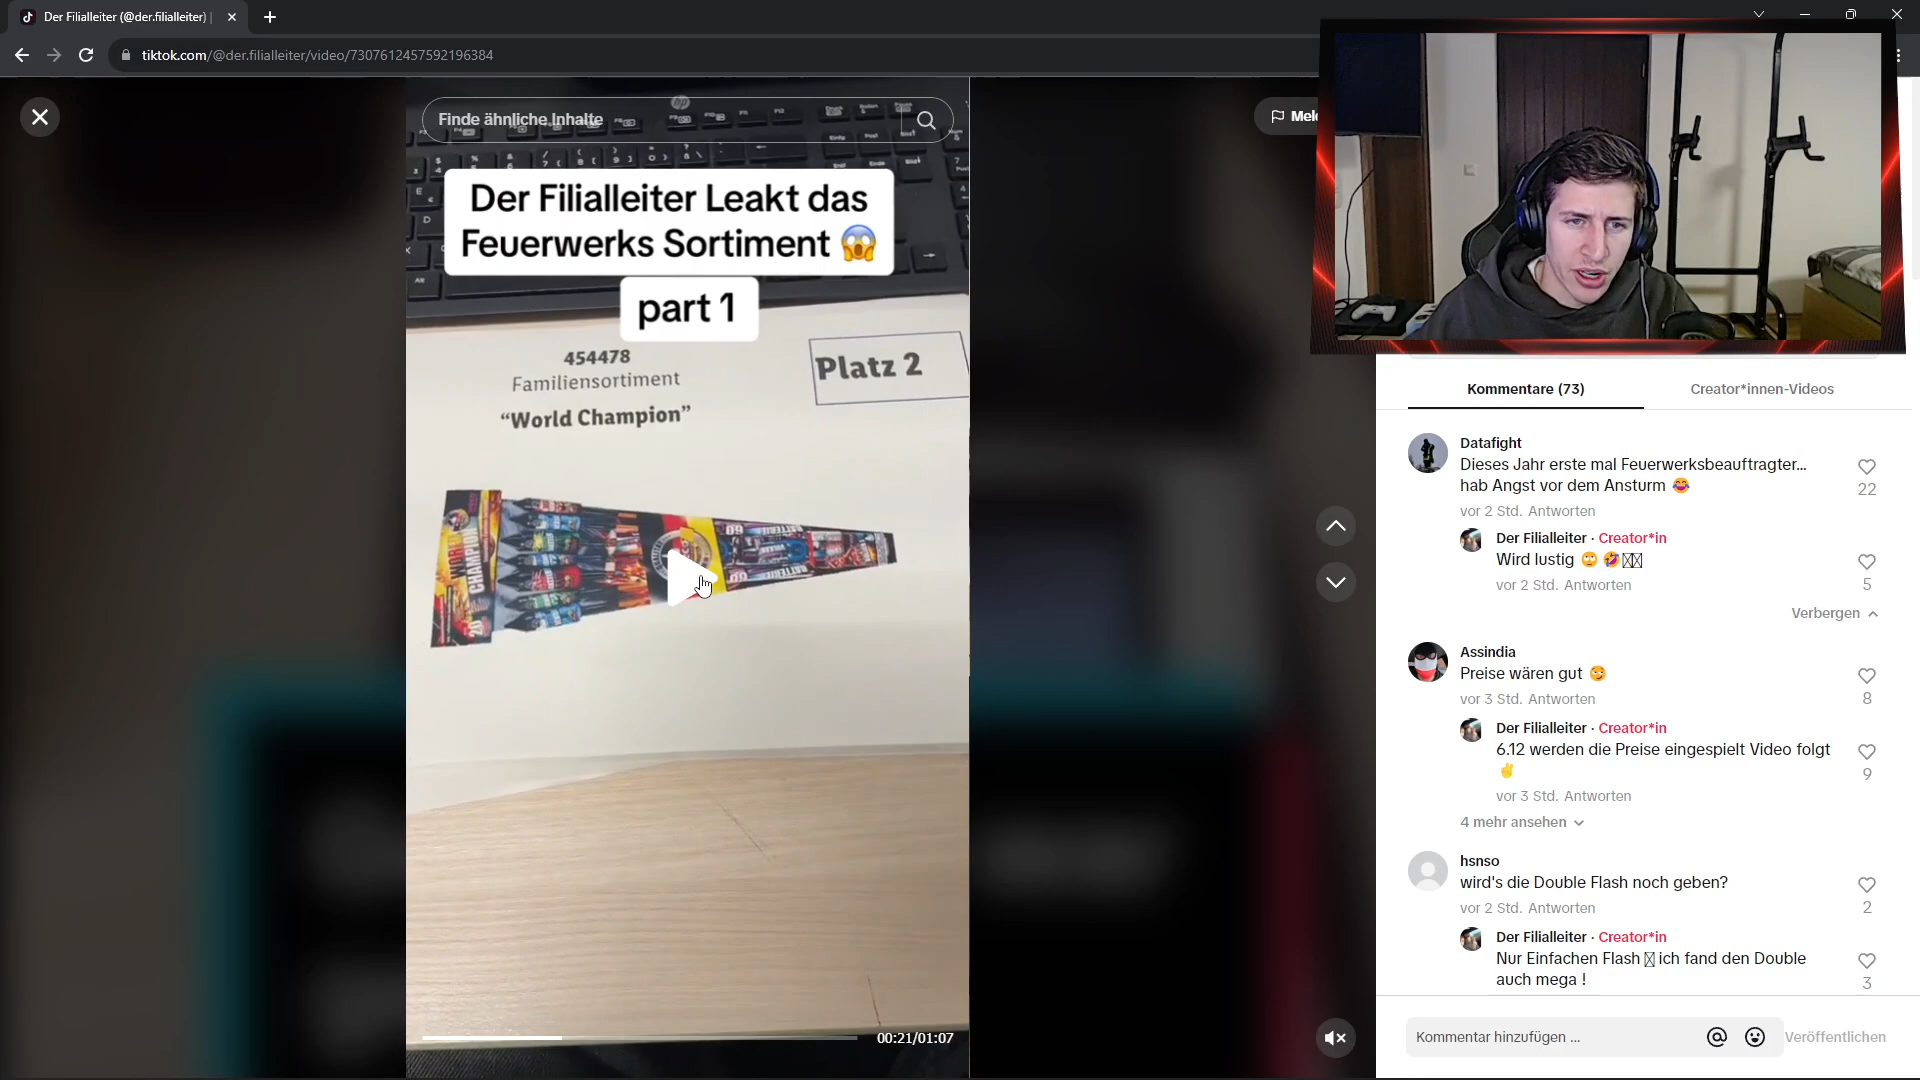 Der Filialleiter (@der.filialleiter) |
tiktok.com/@der.filialleiter/video/7307612457592196384
Finde ähnliche Inhalte
Der Filialleiter Leakt das
Feuerwerks Sortiment 😱
part 1
454478
Familiensortiment
“World Champion”
Platz 2
WORLD
CHAMPION
00:21/01:07
Kommentare (73)
Creator*innen-Videos
Datafight
Dieses Jahr erste mal Feuerwerksbeauftragter...
hab Angst vor dem Ansturm 😂
22
vor 2 Std. Antworten
Der Filialleiter · Creator*in
Wird lustig 🙄 🤣
5
vor 2 Std. Antworten
Verbergen
Assindia
Preise wären gut 😏
8
vor 3 Std. Antworten
Der Filialleiter · Creator*in
6.12 werden die Preise eingespielt Video folgt
✌️
9
vor 3 Std. Antworten
4 mehr ansehen
hsnso
wird's die Double Flash noch geben?
2
vor 2 Std. Antworten
Der Filialleiter · Creator*in
Nur Einfachen Flash ich fand den Double
auch mega !
3
Kommentar hinzufügen ...
Veröffentlichen